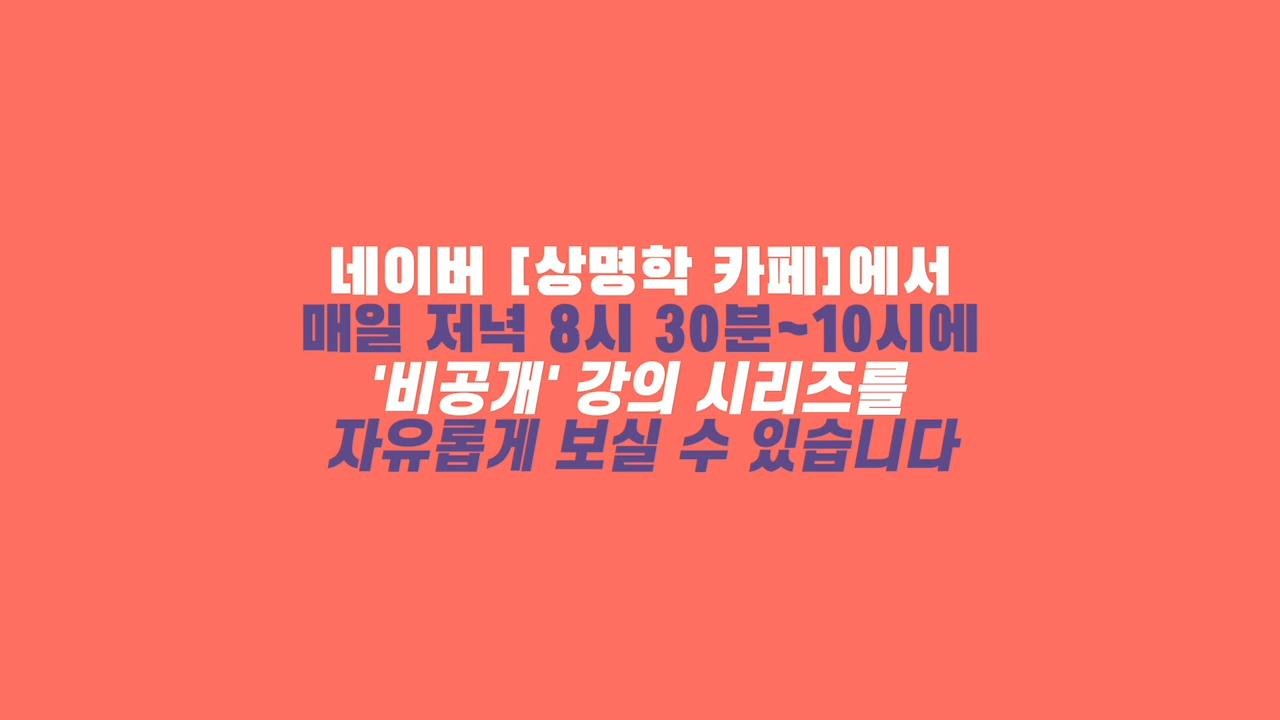 네이버 [상명학 카페]에서
매일 저녁 8시 30분~10시에
'비공개' 강의 시리즈를
자유롭게 보실 수 있습니다